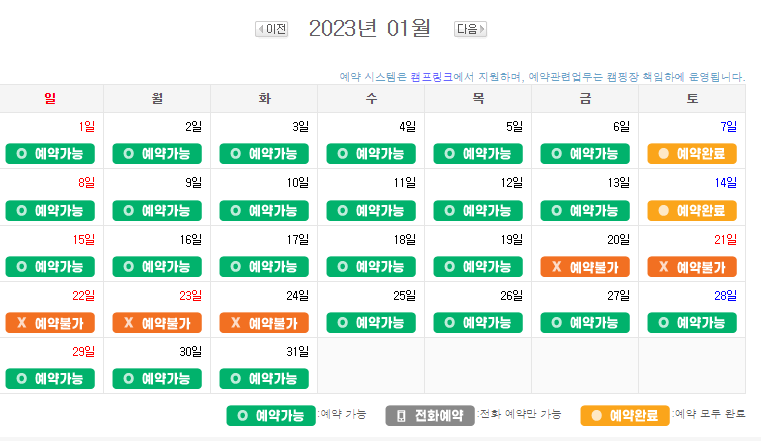 이전 2023년 01월 다음
예약 시스템은 캠프링크에서 지원하며, 예약관련업무는 캠핑장 책임하에 운영됩니다.
일 월 화 수 목 금 토
1일 2일 3일 4일 5일 6일 7일
O 예약가능 O 예약가능 O 예약가능 O 예약가능 O 예약가능 O 예약가능 예약완료
8일 9일 10일 11일 12일 13일 14일
O 예약가능 O 예약가능 O 예약가능 O 예약가능 O 예약가능 O 예약가능 예약완료
15일 16일 17일 18일 19일 20일 21일
O 예약가능 O 예약가능 O 예약가능 O 예약가능 O 예약가능 X 예약불가 X 예약불가
22일 23일 24일 25일 26일 27일 28일
X 예약불가 X 예약불가 X 예약불가 O 예약가능 O 예약가능 O 예약가능 O 예약가능
29일 30일 31일
O 예약가능 O 예약가능 O 예약가능
O 예약가능 :예약 가능 전화예약 :전화 예약만 가능 예약완료 :예약 모두 완료